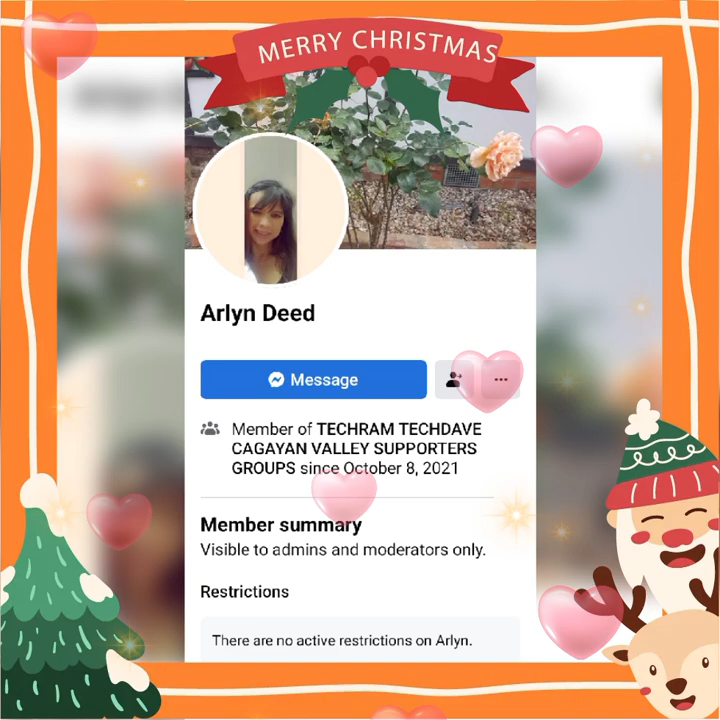 MERRY CHRISTMAS
Arlyn Deed
Message
Member of TECHRAM TECHDAVE
CAGAYAN VALLEY SUPPORTERS
GROUPS since October 8, 2021
Member summary
Visible to admins and moderators only.
Restrictions
There are no active restrictions on Arlyn.